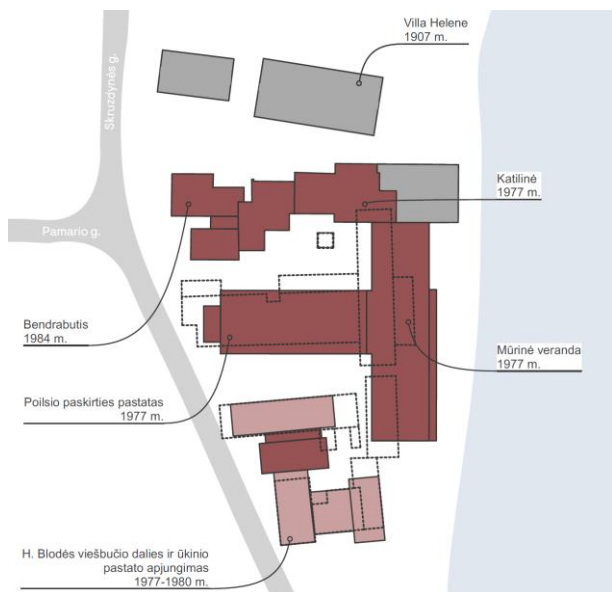 Villa Helene
1907 m.
Skruzdynės g.
Katilinė
1977 m.
Pamario g.
Bendrabutis
1984 m.
Mūrinė veranda
1977 m.
Poilsio paskirties pastatas
1977 m.
H. Blodės viešbučio dalies ir ūkinio
pastato apjungimas
1977-1980 m.